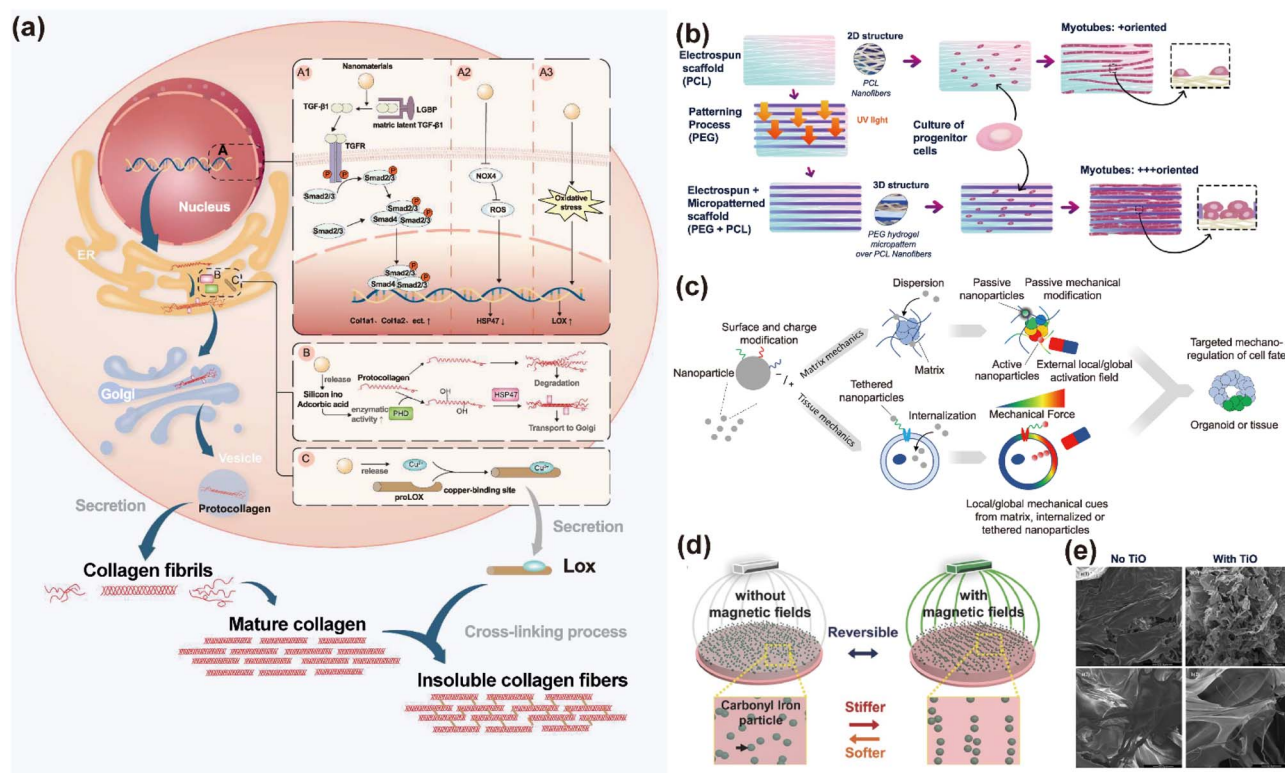 (a)
A
Nucleus
ER
B
C
Golgi
Vesicle
Secretion
Protocollagen
Collagen fibrils
Mature collagen
Insoluble collagen fibers
Cross-linking process
Secretion
Lox
A1
Nanomaterials
TGF-β1
LGBP
matric latent TGF-β1
TGFR
P
P
Smad2/3
Smad2/3
P
Smad2/3
P
Smad4
Smad2/3
P
Smad2/3
Smad2/3
P
Smad4
Smad2/3
P
Col1a1、Col1a2、ect. ↑
A2
NOX4
ROS
HSP47 ↓
A3
Oxidative
stress
LOX ↑
B
release
Silicon ino
Adcorbic acid
Protocollagen
enzymatic
activity ↑
PHD
OH
OH
HSP47
Degradation
Transport to Golgi
C
release
Cu²⁺
proLOX
copper-binding site
Cu²⁺
(b)
Electrospun
scaffold
(PCL)
2D structure
PCL
Nanofibers
Myotubes: +oriented
Patterning
Process
(PEG)
UV light
Culture of
progenitor
cells
Electrospun +
Micropatterned
scaffold
(PEG + PCL)
3D structure
PEG hydrogel
micropattern
over PCL Nanofibers
Myotubes: +++oriented
(c)
Nanoparticle
Surface and charge
modification
−/+
Matrix mechanics
Tissue mechanics
Dispersion
Matrix
Tethered
nanoparticles
Internalization
Passive
nanoparticles
Passive mechanical
modification
Active
nanoparticles
External local/global
activation field
Mechanical Force
Local/global mechanical cues
from matrix, internalized or
tethered nanoparticles
Targeted mechano-
regulation of cell fate
Organoid or tissue
(d)
without
magnetic fields
Reversible
with
magnetic fields
Carbonyl Iron
particle
Stiffer
Softer
(e)
No TiO
With TiO